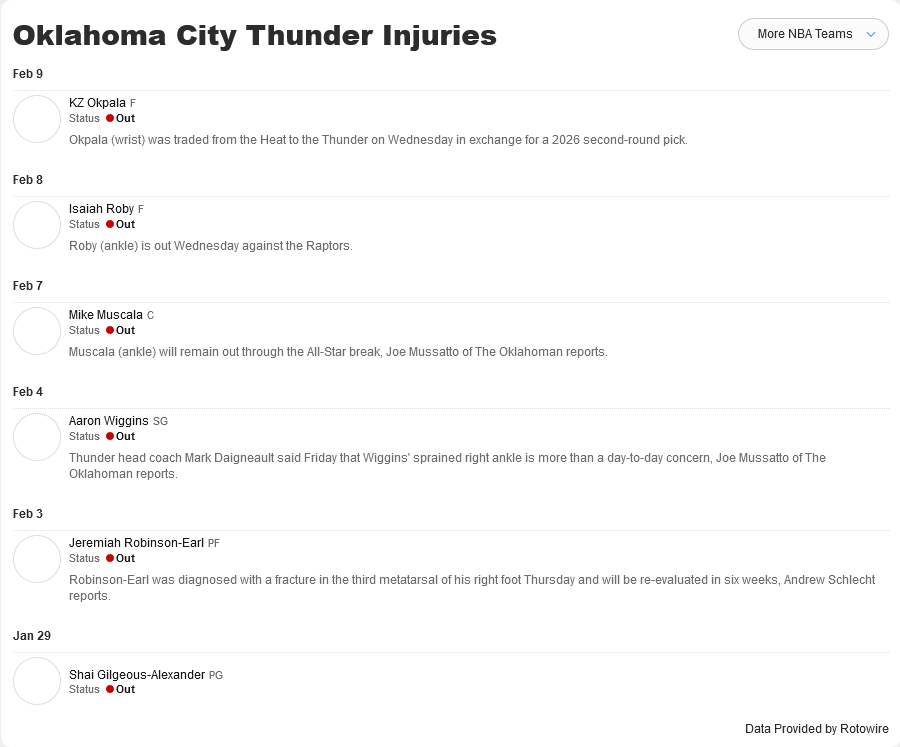 Oklahoma City Thunder Injuries
More NBA Teams
Feb 9
KZ Okpala F
Status Out
Okpala (wrist) was traded from the Heat to the Thunder on Wednesday in exchange for a 2026 second-round pick.
Feb 8
Isaiah Roby F
Status Out
Roby (ankle) is out Wednesday against the Raptors.
Feb 7
Mike Muscala C
Status Out
Muscala (ankle) will remain out through the All-Star break, Joe Mussatto of The Oklahoman reports.
Feb 4
Aaron Wiggins SG
Status Out
Thunder head coach Mark Daigneault said Friday that Wiggins' sprained right ankle is more than a day-to-day concern, Joe Mussatto of The
Oklahoman reports.
Feb 3
Jeremiah Robinson-Earl PF
Status Out
Robinson-Earl was diagnosed with a fracture in the third metatarsal of his right foot Thursday and will be re-evaluated in six weeks, Andrew Schlecht
reports.
Jan 29
Shai Gilgeous-Alexander PG
Status Out
Data Provided by Rotowire